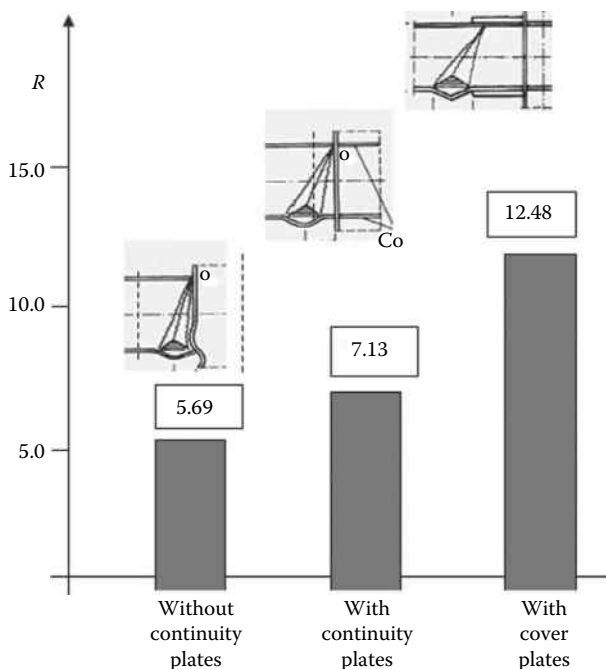 R
15.0
10.0
5.0
o
Co
o
12.48
7.13
5.69
Without
continuity
plates
With
continuity
plates
With
cover
plates